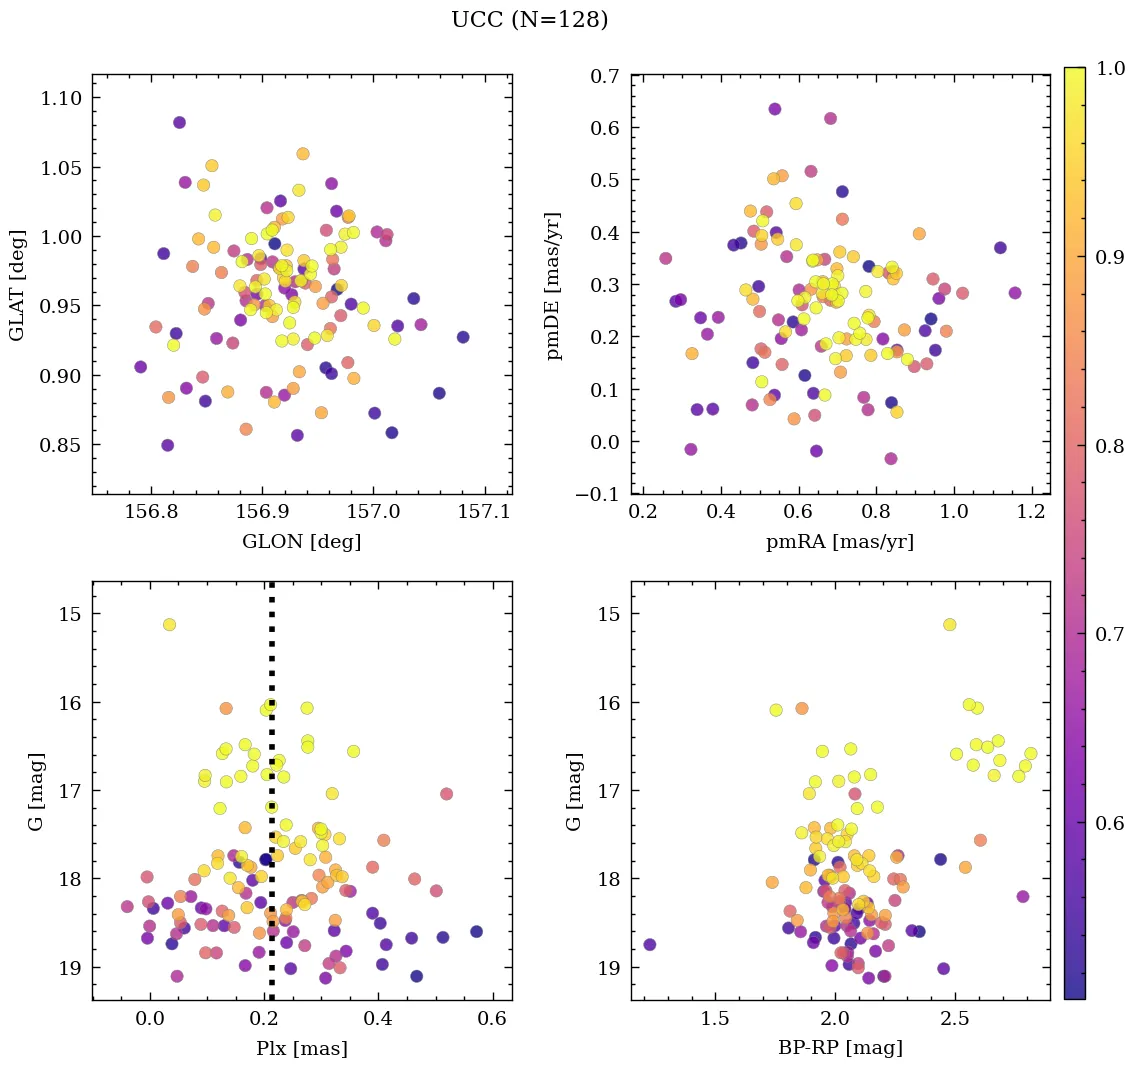 UCC (N=128)
1.10
1.05
1.00
0.95
0.90
0.85
GLAT [deg]
156.8 156.9 157.0 157.1
GLON [deg]
0.7
0.6
0.5
0.4
0.3
0.2
0.1
0.0
−0.1
pmDE [mas/yr]
0.2 0.4 0.6 0.8 1.0 1.2
pmRA [mas/yr]
15
16
17
18
19
G [mag]
0.0 0.2 0.4 0.6
Plx [mas]
15
16
17
18
19
G [mag]
1.5 2.0 2.5
BP-RP [mag]
1.0
0.9
0.8
0.7
0.6